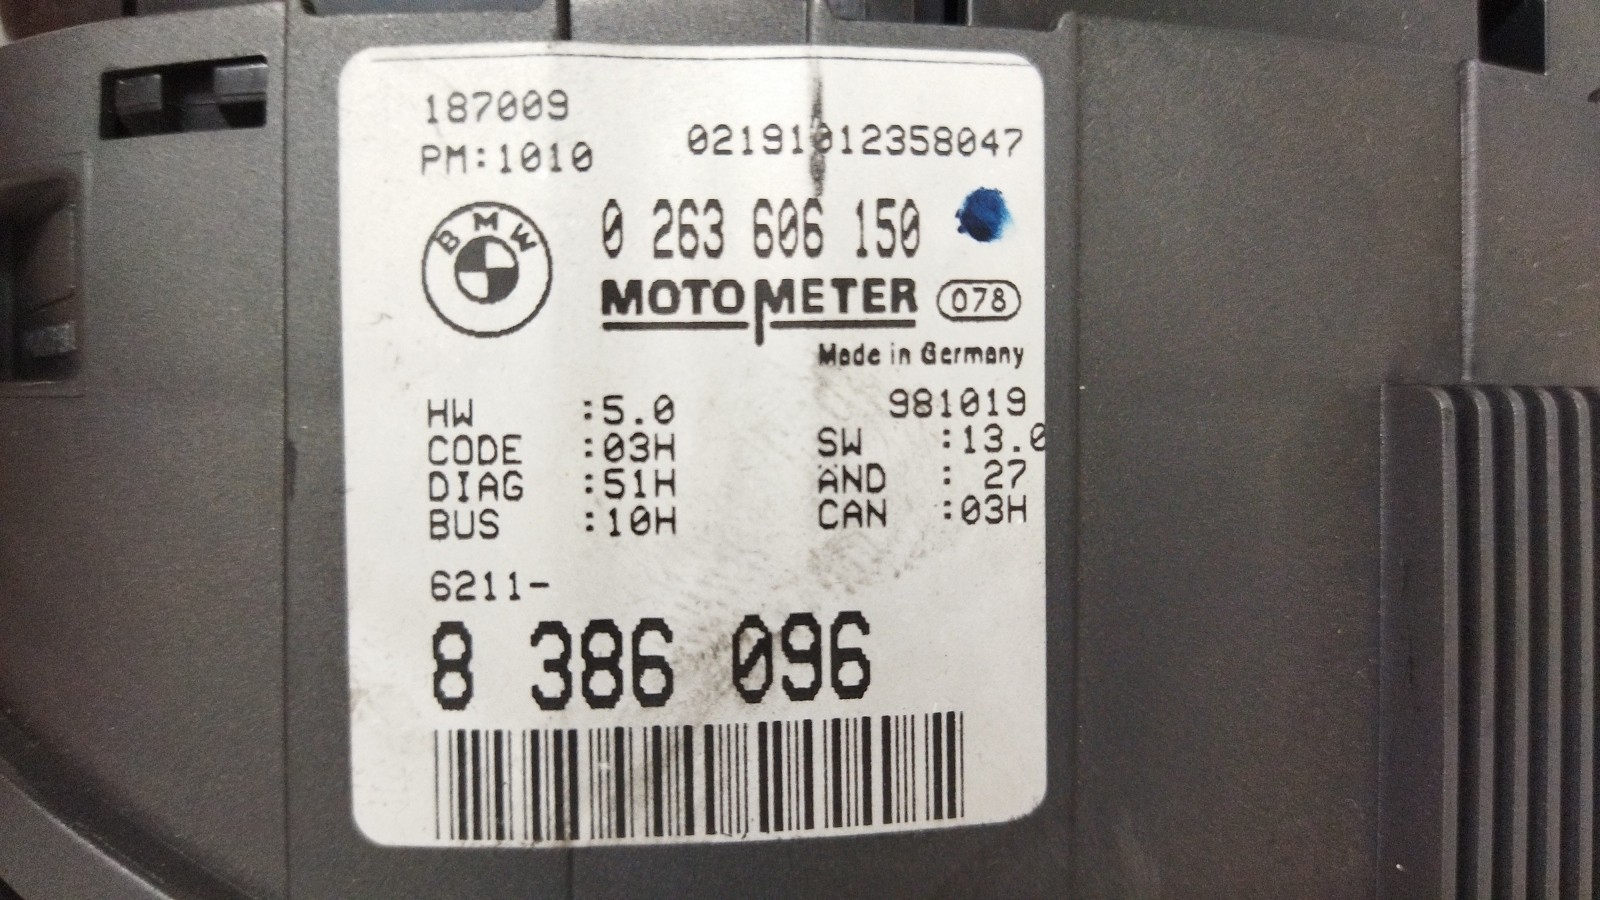 187009
PM:1010
02191012358047
BMW
0 263 606 150
MOTOMETER 078
Made in Germany
981019
HW :5.0
SW :13.0
CODE :03H
AND : 27
DIAG :51H
CAN :03H
BUS :10H
6211-
8 386 096